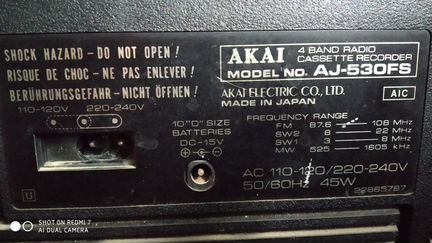 SHOCK HAZARD – DO NOT OPEN!
RISQUE DE CHOC – NE PAS ENLEVER!
BERÜHRUNGSGEFAHR – NICHT ÖFFNEN!
110-120V 220-240V
10"D" SIZE
BATTERIES
DC-15V
U
AKAI 4 BAND RADIO
CASSETTE RECORDER
MODEL NO. AJ-530FS
AKAI ELECTRIC CO., LTD.
MADE IN JAPAN
AIC
FREQUENCY RANGE
FM 87.6 108 MHz
SW2 8 22 MHz
SW1 3 8 MHz
MW 525 1605 kHz
AC 110-120/220-240V
50/60Hz 45W
SHOT ON REDMI 7
AI DUAL CAMERA